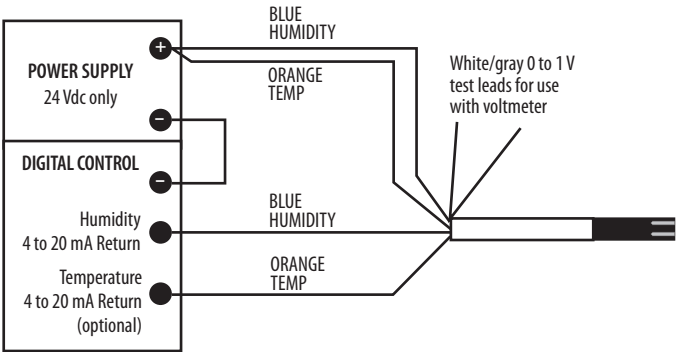 BLUE
HUMIDITY
POWER SUPPLY
24 Vdc only
+
ORANGE
TEMP
White/gray 0 to 1 V
test leads for use
with voltmeter
–
DIGITAL CONTROL
–
BLUE
HUMIDITY
Humidity
4 to 20 mA Return
ORANGE
TEMP
Temperature
4 to 20 mA Return
(optional)